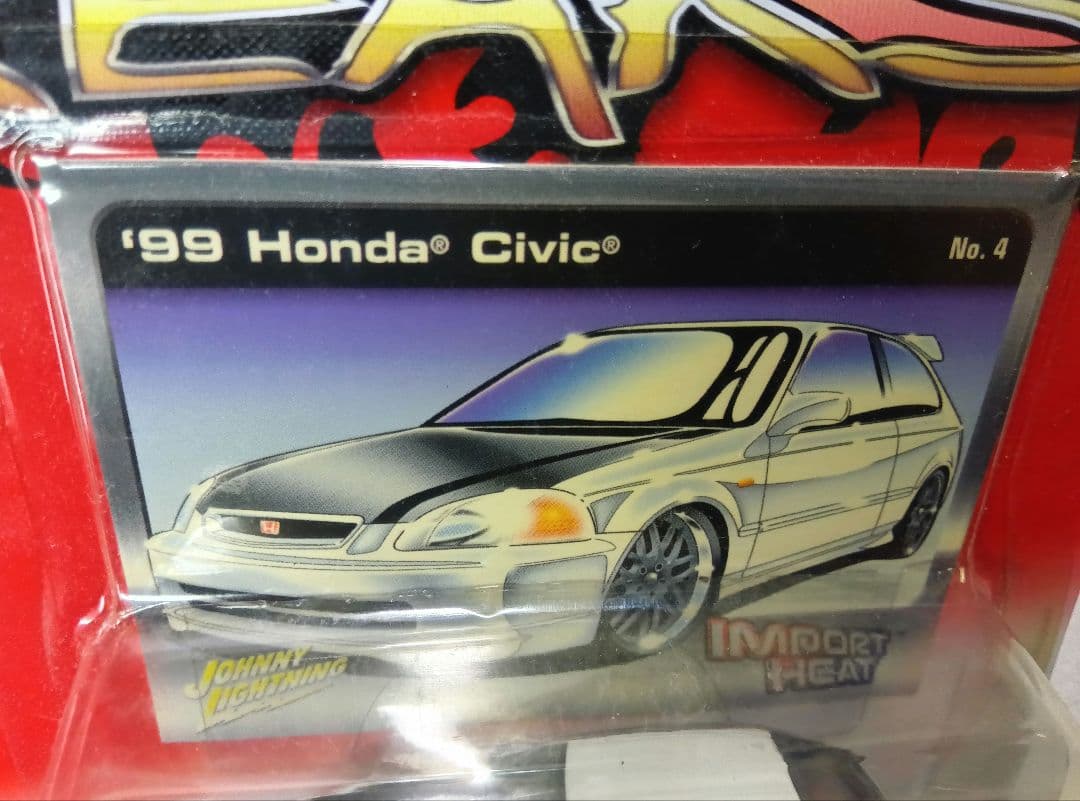 '99 Honda® Civic®
No. 4
JOHNNY
LIGHTNING
IMPORT
HEAT